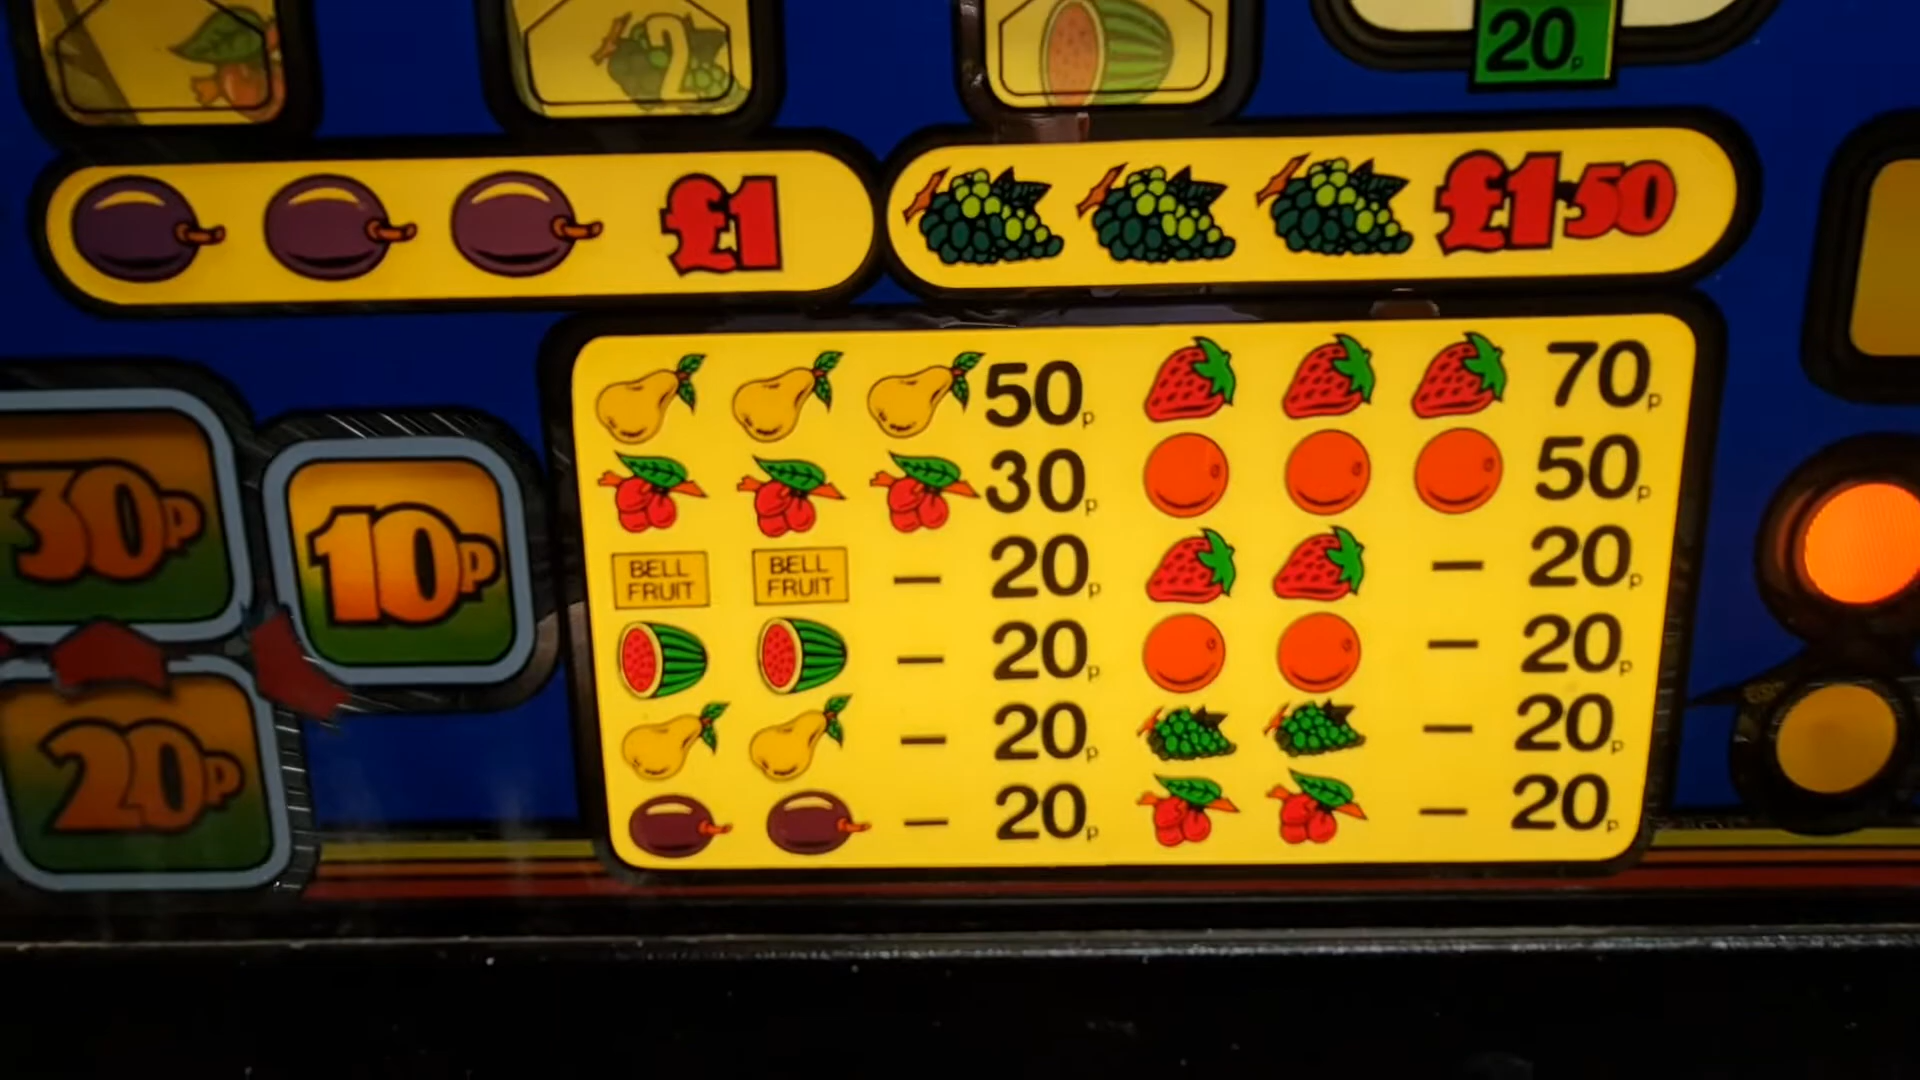 2
20p
£1
£1·50
50p 70p
30p 50p
BELL FRUIT BELL FRUIT – 20p – 20p
– 20p – 20p
– 20p – 20p
– 20p – 20p
30p
10p
20p